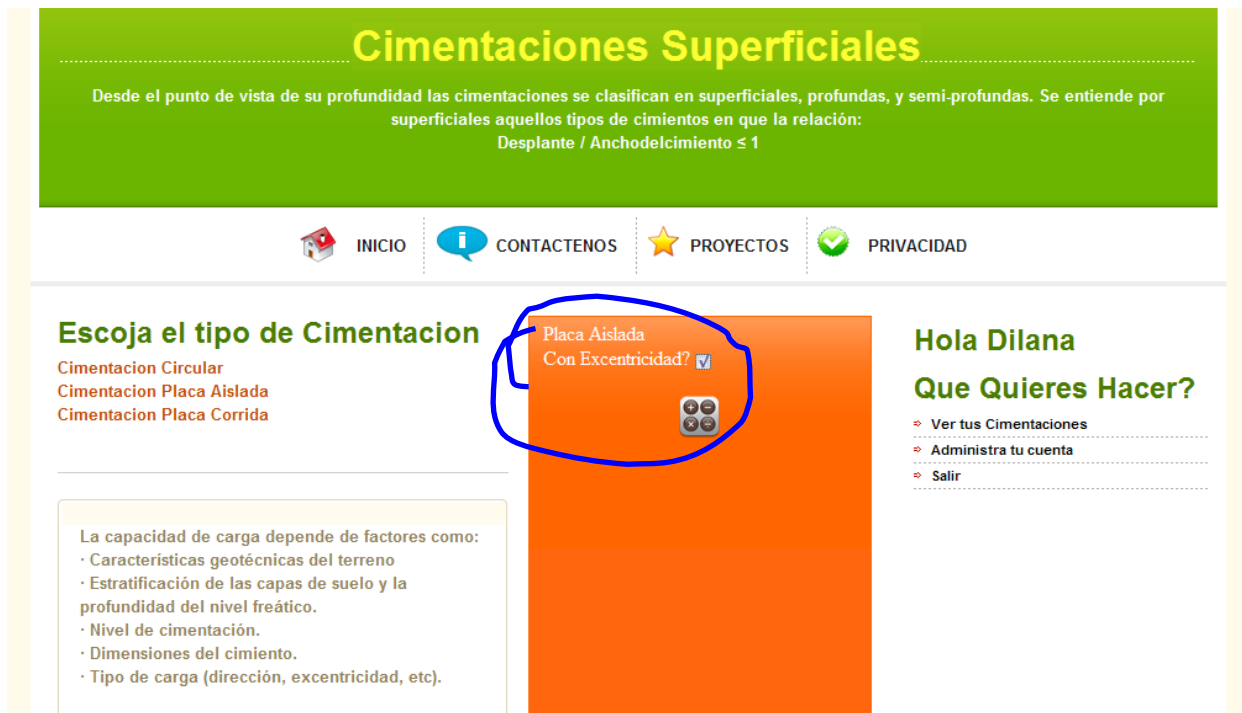 Cimentaciones Superficiales
Desde el punto de vista de su profundidad las cimentaciones se clasifican en superficiales, profundas, y semi-profundas. Se entiende por
superficiales aquellos tipos de cimientos en que la relación:
Desplante / Anchodelcimiento ≤ 1
INICIO
CONTACTENOS
PROYECTOS
PRIVACIDAD
Escoja el tipo de Cimentacion
Cimentacion Circular
Cimentacion Placa Aislada
Cimentacion Placa Corrida
La capacidad de carga depende de factores como:
· Características geotécnicas del terreno
· Estratificación de las capas de suelo y la
profundidad del nivel freático.
· Nivel de cimentación.
· Dimensiones del cimiento.
· Tipo de carga (dirección, excentricidad, etc).
Placa Aislada
Con Excentricidad?
Hola Dilana
Que Quieres Hacer?
Ver tus Cimentaciones
Administra tu cuenta
Salir